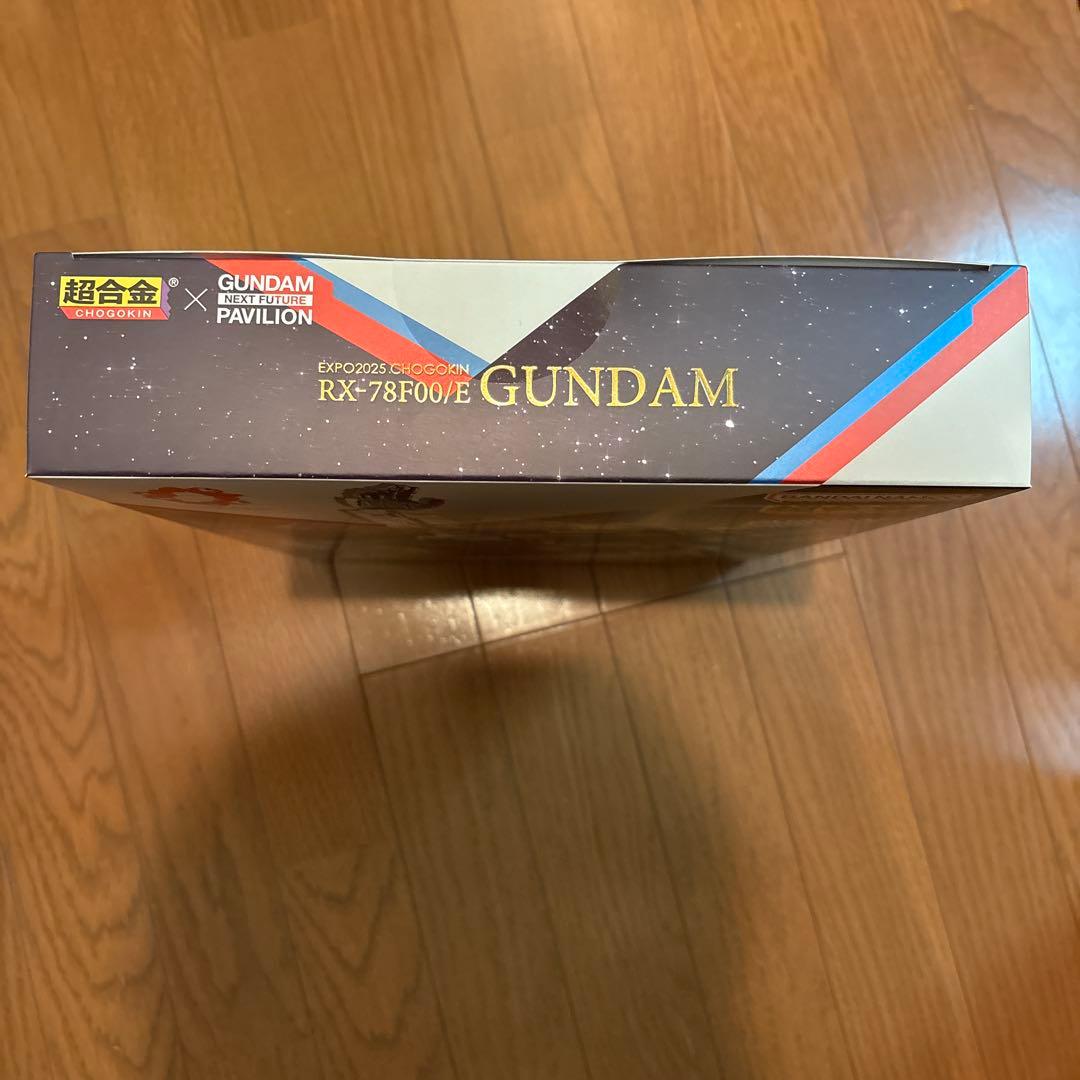 超合金®
CHOGOKIN
×
GUNDAM
NEXT FUTURE
PAVILION
EXPO2025 CHOGOKIN
RX-78F00/E GUNDAM